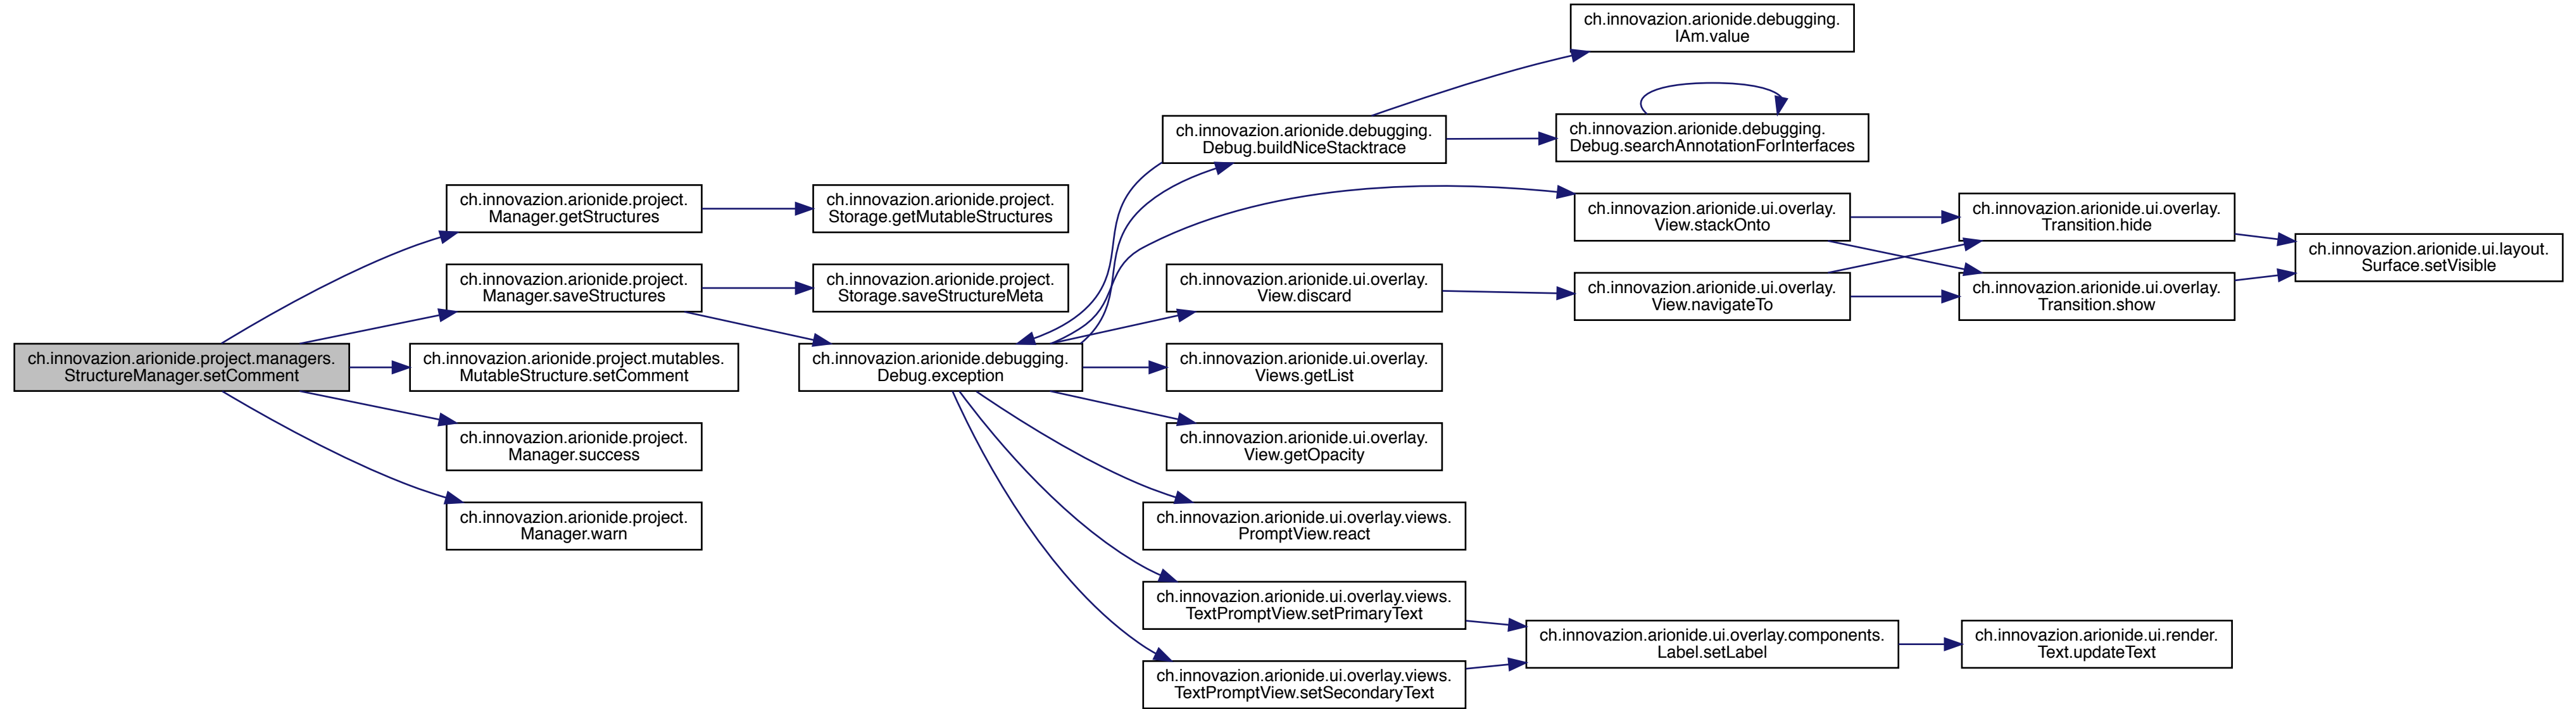 ch.innovazion.arionide.project.managers.
StructureManager.setComment
ch.innovazion.arionide.project.
Manager.getStructures
ch.innovazion.arionide.project.
Storage.getMutableStructures
ch.innovazion.arionide.project.
Manager.saveStructures
ch.innovazion.arionide.project.
Storage.saveStructureMeta
ch.innovazion.arionide.debugging.
Debug.exception
ch.innovazion.arionide.debugging.
Debug.buildNiceStacktrace
ch.innovazion.arionide.debugging.
IAm.value
ch.innovazion.arionide.debugging.
Debug.searchAnnotationForInterfaces
ch.innovazion.arionide.ui.overlay.
View.stackOnto
ch.innovazion.arionide.ui.overlay.
Transition.hide
ch.innovazion.arionide.ui.layout.
Surface.setVisible
ch.innovazion.arionide.ui.overlay.
Transition.show
ch.innovazion.arionide.ui.overlay.
View.discard
ch.innovazion.arionide.ui.overlay.
View.navigateTo
ch.innovazion.arionide.ui.overlay.
Views.getList
ch.innovazion.arionide.ui.overlay.
View.getOpacity
ch.innovazion.arionide.ui.overlay.views.
PromptView.react
ch.innovazion.arionide.ui.overlay.views.
TextPromptView.setPrimaryText
ch.innovazion.arionide.ui.overlay.components.
Label.setLabel
ch.innovazion.arionide.ui.render.
Text.updateText
ch.innovazion.arionide.ui.overlay.views.
TextPromptView.setSecondaryText
ch.innovazion.arionide.project.mutables.
MutableStructure.setComment
ch.innovazion.arionide.project.
Manager.success
ch.innovazion.arionide.project.
Manager.warn